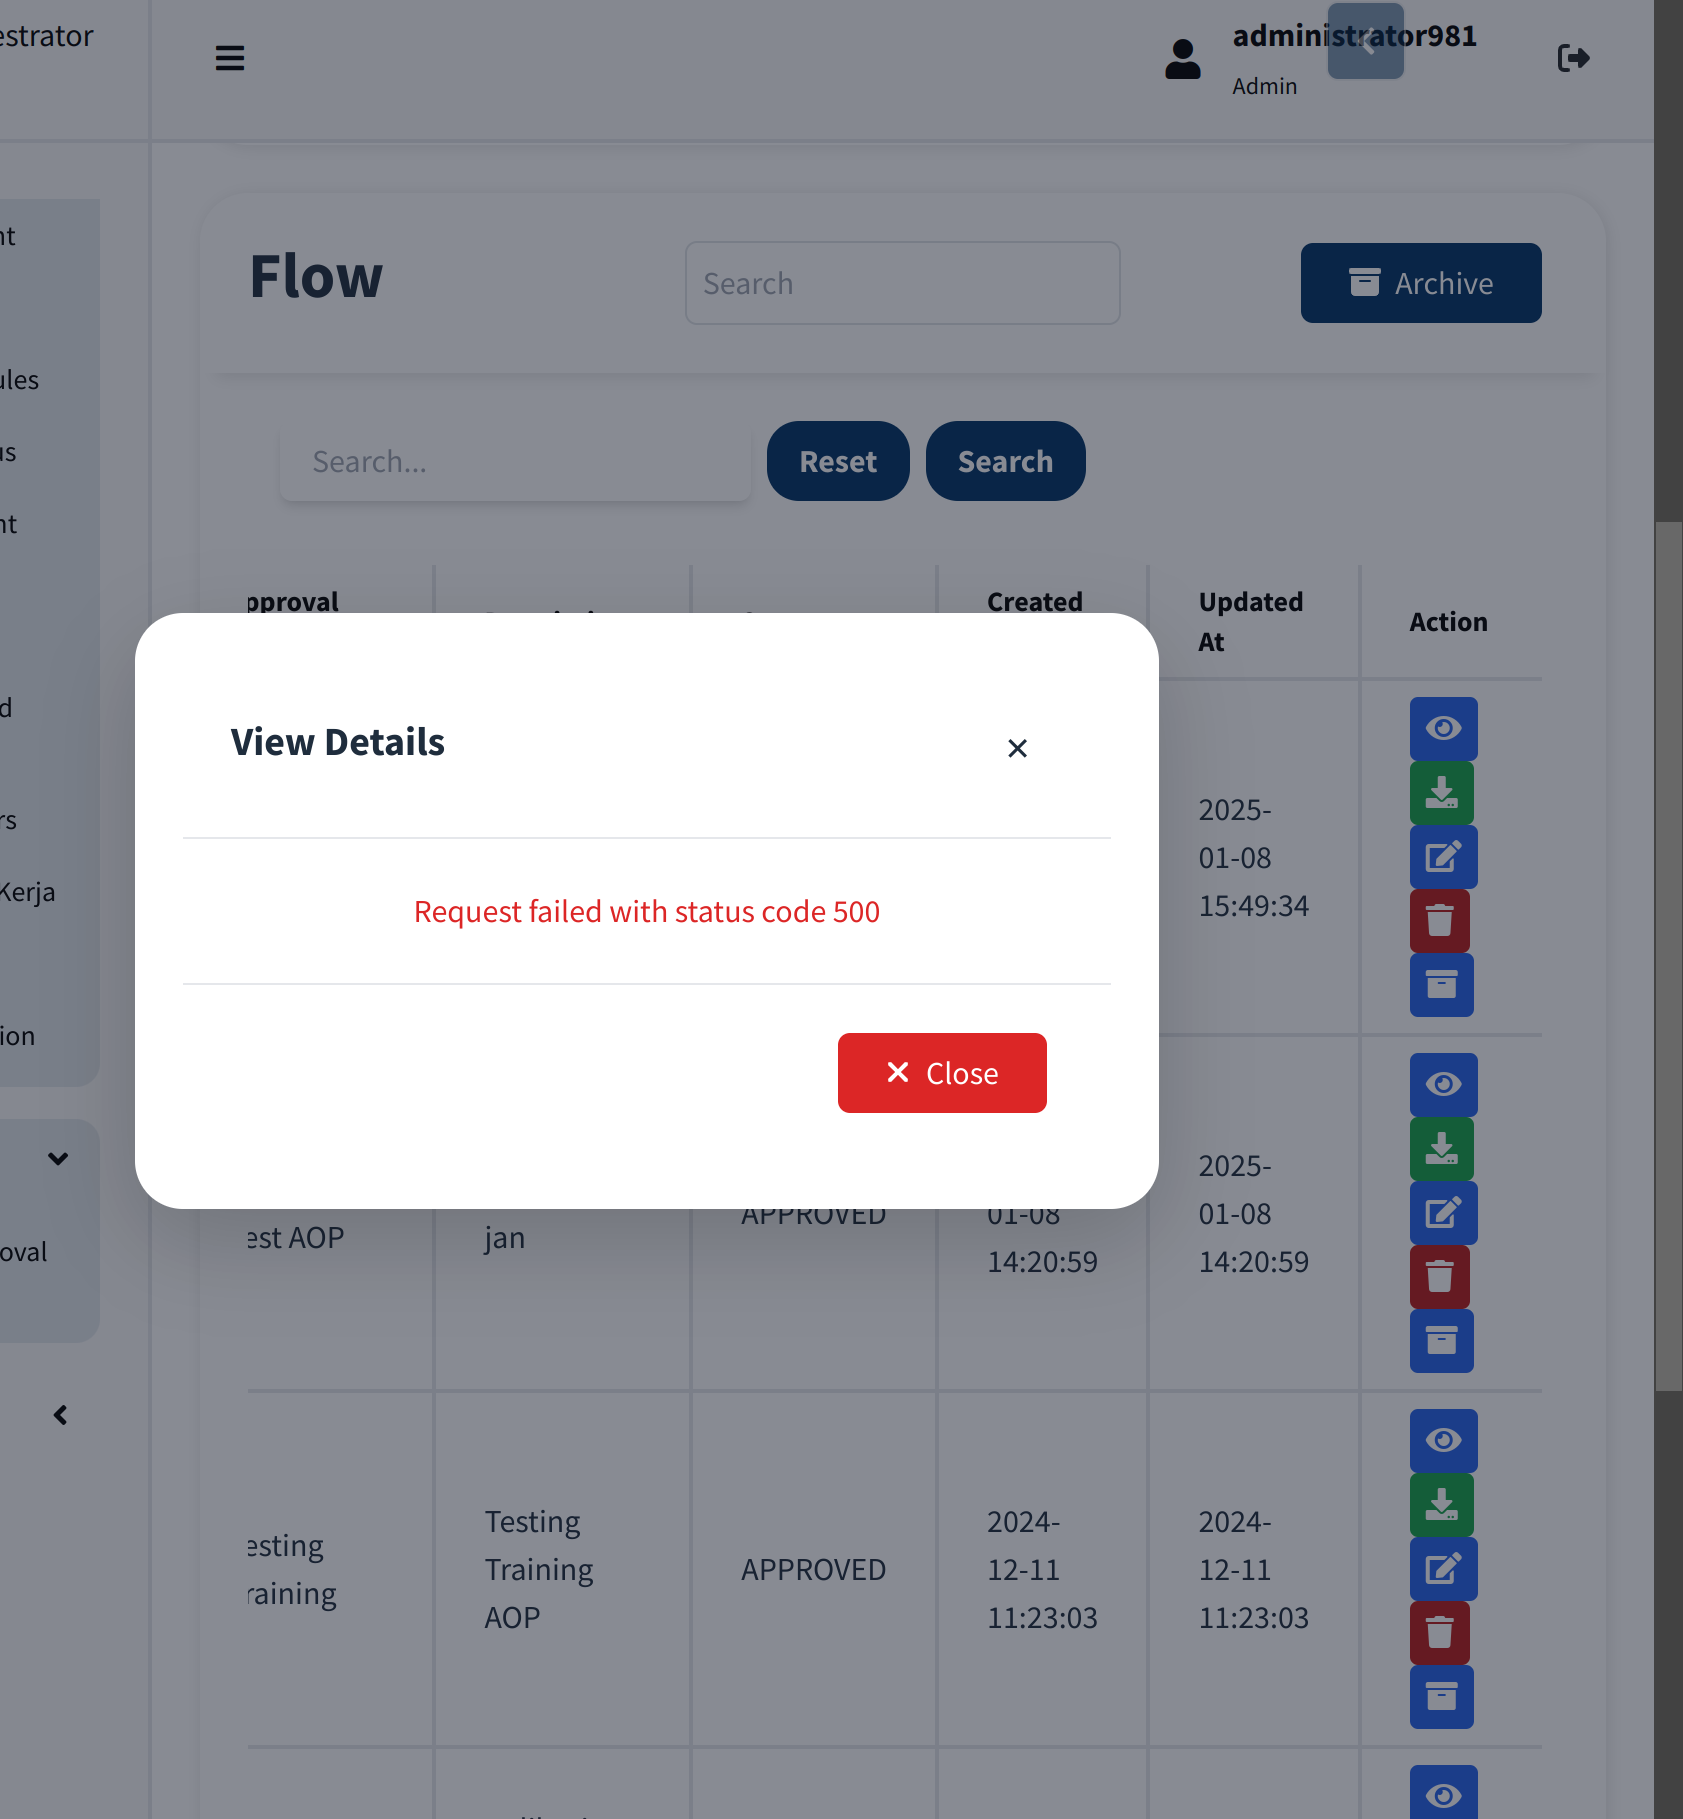 estrator
administrator981
Admin
nt
ules
us
nt
d
rs
Kerja
ion
oval
Flow
Search
Archive
Search...
Reset
Search
pproval
Created
Updated
At
Action
View Details
Request failed with status code 500
Close
2025-
01-08
15:49:34
est AOP
jan
APPROVED
01-08
14:20:59
2025-
01-08
14:20:59
esting
raining
Testing
Training
AOP
APPROVED
2024-
12-11
11:23:03
2024-
12-11
11:23:03